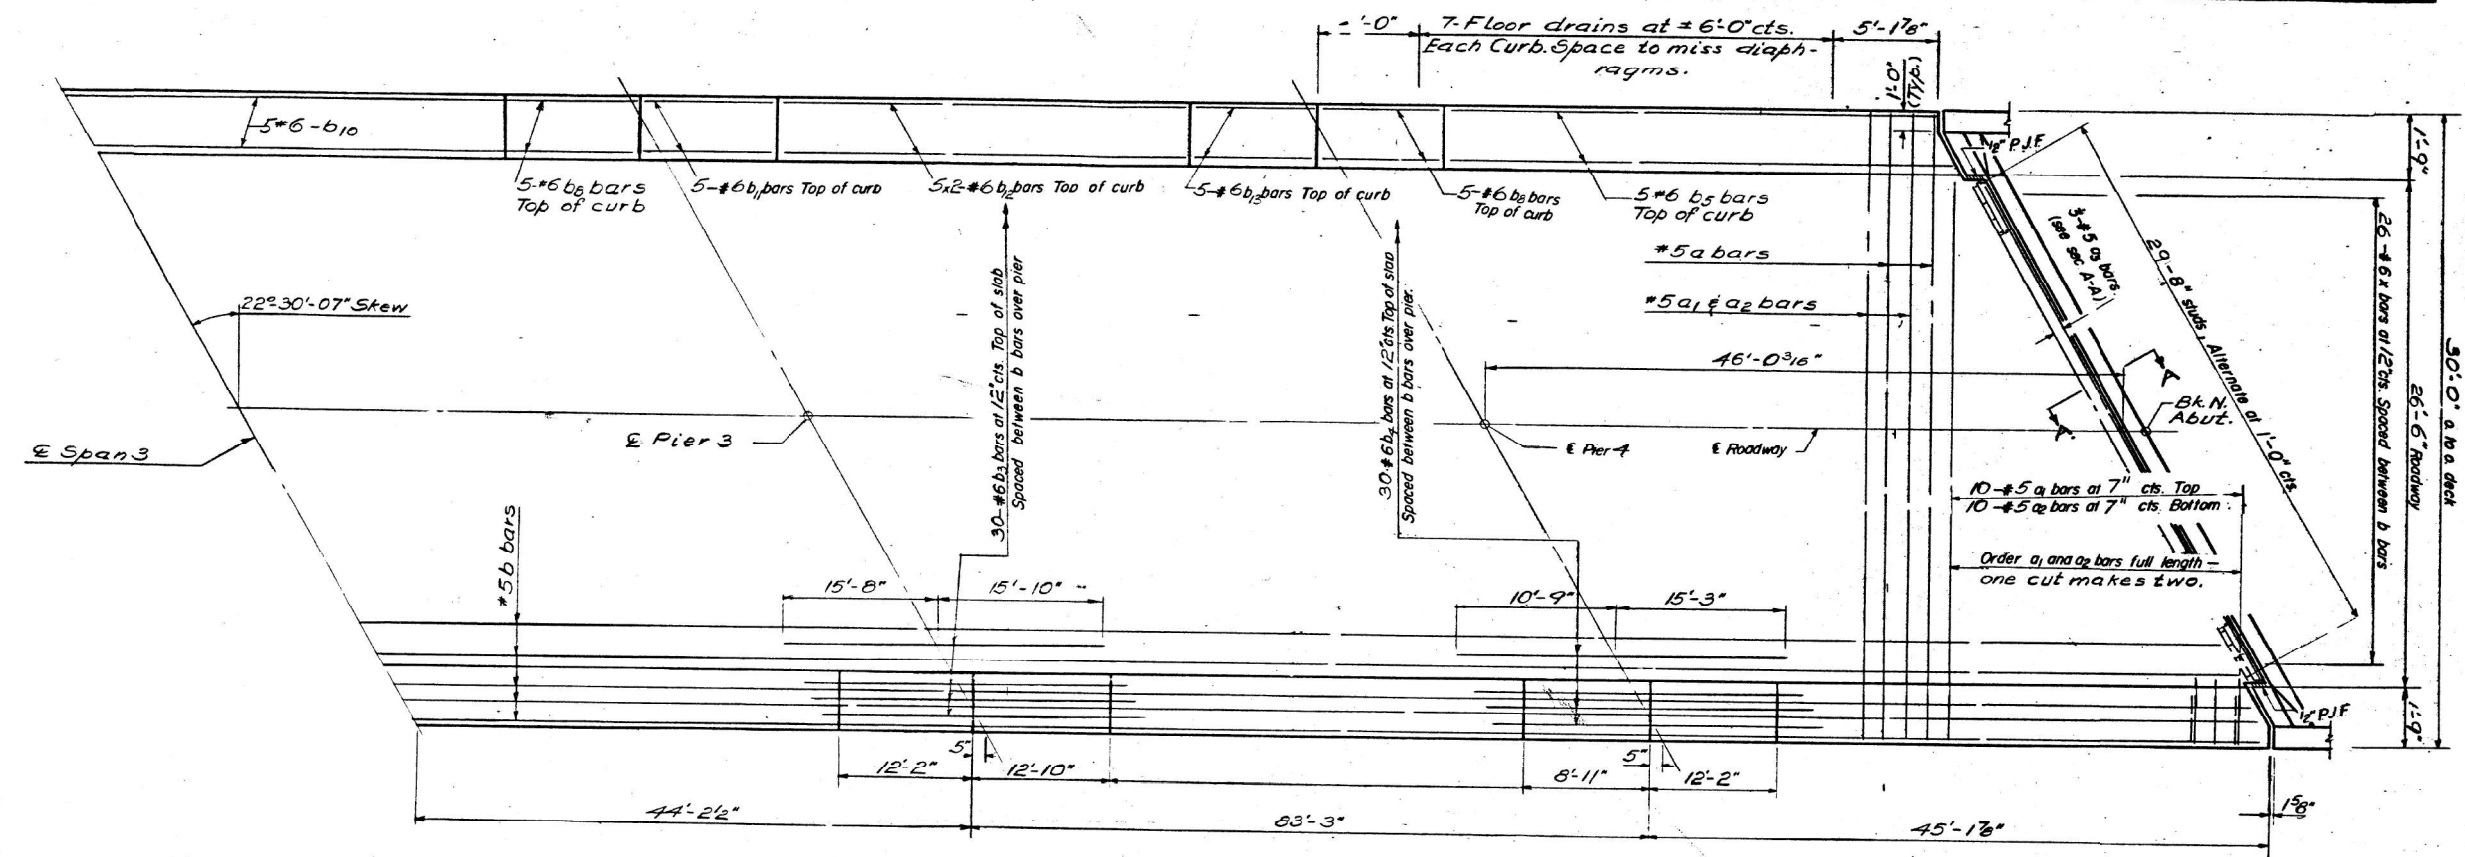 '-0"
7-Floor drains at ± 6'-0"cts.
Each Curb. Space to miss diaph-
ragms.
5'-1 7/8"
1'-0"
(Typ.)
5#6-b10
5-#6 b8 bars
Top of curb
5-#6 b11 bars Top of curb
5x2-#6 b12 bars Top of curb
5-#6 b13 bars Top of curb
5-#6 b8 bars
Top of curb
5#6 b5 bars
Top of curb
1/2" P.J.F.
1'-9"
#5 a bars
#5 a1 & a2 bars
22°-30'-07" Skew
30-#6 b3 bars at 12" cts. Top of slab
Spaced between b bars over pier
30-#6 b4 bars at 12" cts. Top of slab
Spaced between b bars over pier.
3-#5 a3 bars
(see sec. A-A)
29-8" studs, Alternate at 1'-0" cts.
26-#6 x bars at 12" cts. Spaced between b bars
26'-6" Roadway
30'-0" o to o deck
46'-0 3/16"
A
A
Bk. N.
Abut.
℄ Span 3
℄ Pier 3
℄ Pier 4
℄ Roadway
10-#5 a1 bars at 7" cts. Top
10-#5 a2 bars at 7" cts. Bottom
Order a1 and a2 bars full length -
one cut makes two.
#5 b bars
15'-8"
15'-10"
10'-9"
15'-3"
1/2" P.J.F
1'-9"
5"
5"
12'-2"
12'-10"
8'-11"
12'-2"
44'-2 1/2"
83'-3"
45'-1 7/8"
1 5/8"